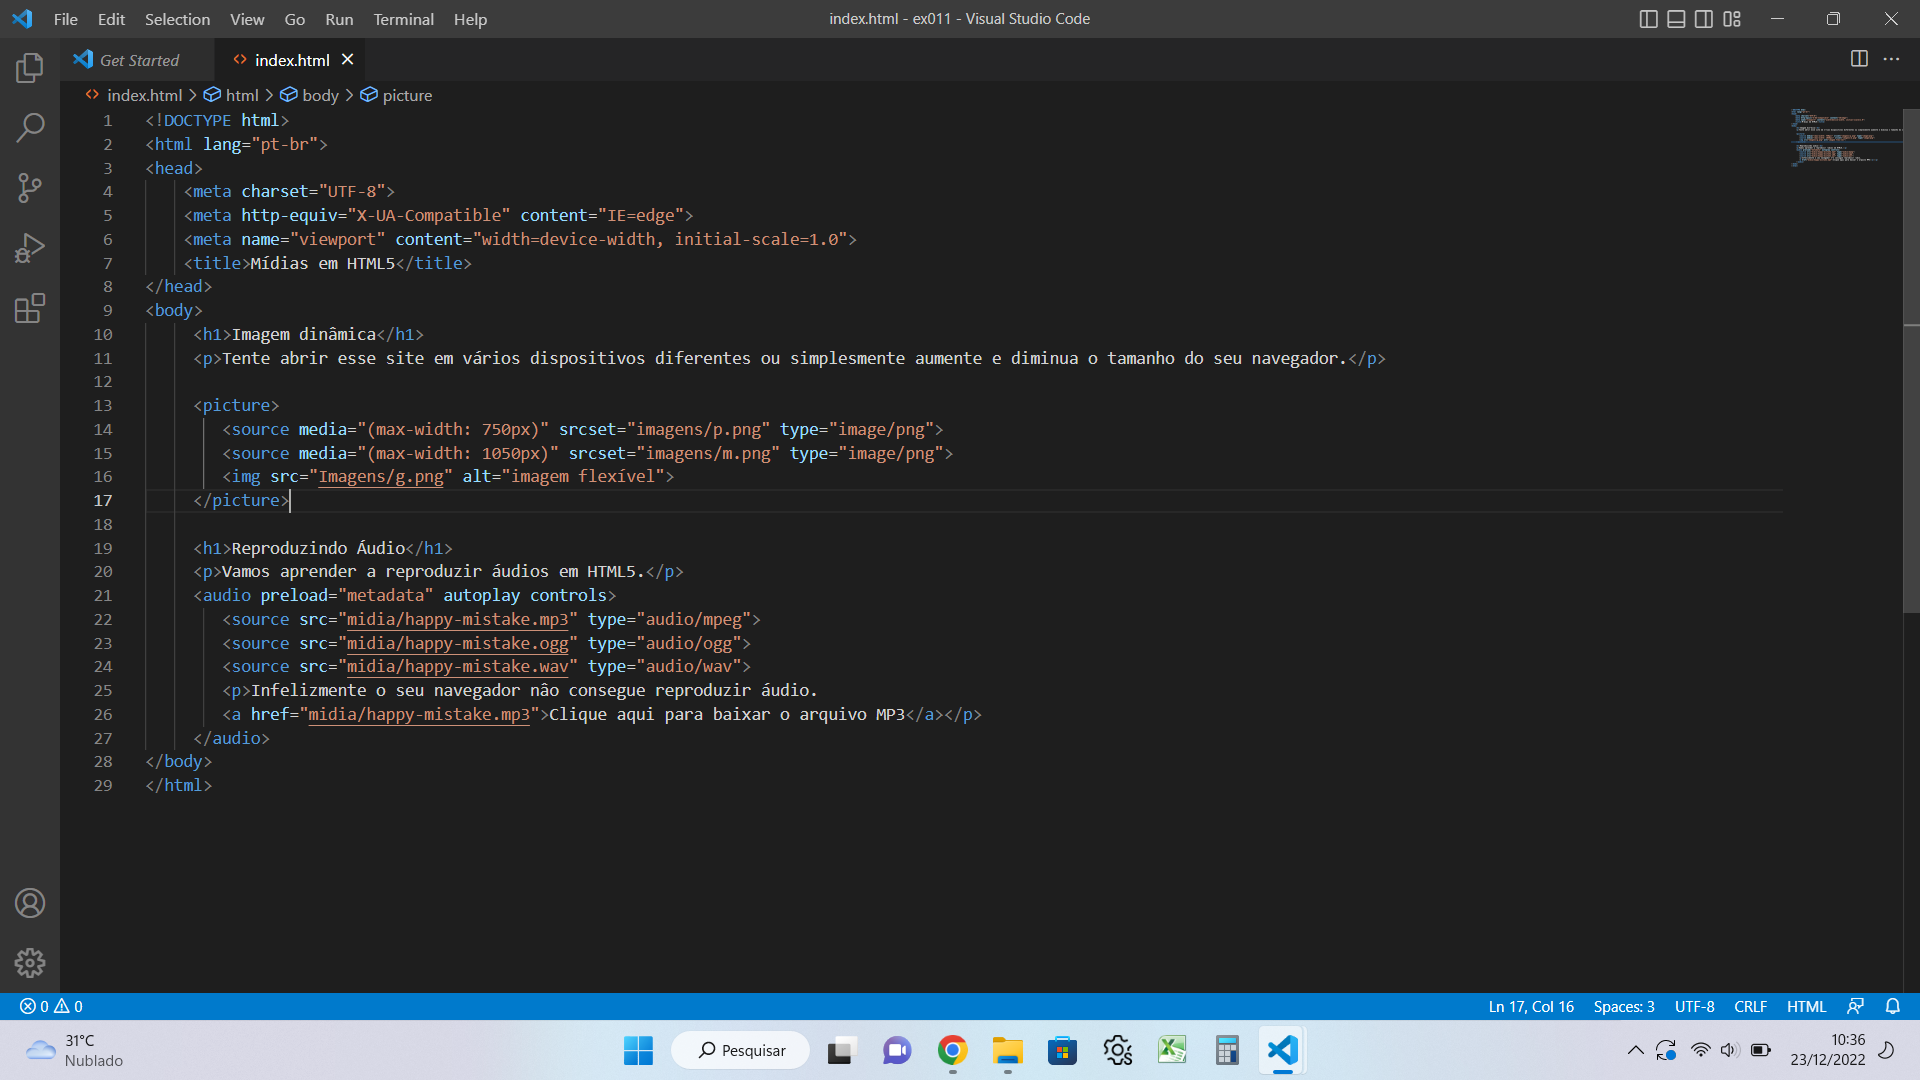 File Edit Selection View Go Run Terminal Help index.html - ex011 - Visual Studio Code
Get Started index.html
index.html > html > body > picture
1 <!DOCTYPE html>
2 <html lang="pt-br">
3 <head>
4 <meta charset="UTF-8">
5 <meta http-equiv="X-UA-Compatible" content="IE=edge">
6 <meta name="viewport" content="width=device-width, initial-scale=1.0">
7 <title>Mídias em HTML5</title>
8 </head>
9 <body>
10 <h1>Imagem dinâmica</h1>
11 <p>Tente abrir esse site em vários dispositivos diferentes ou simplesmente aumente e diminua o tamanho do seu navegador.</p>
12
13 <picture>
14 <source media="(max-width: 750px)" srcset="imagens/p.png" type="image/png">
15 <source media="(max-width: 1050px)" srcset="imagens/m.png" type="image/png">
16 <img src="Imagens/g.png" alt="imagem flexível">
17 </picture>
18
19 <h1>Reproduzindo Áudio</h1>
20 <p>Vamos aprender a reproduzir áudios em HTML5.</p>
21 <audio preload="metadata" autoplay controls>
22 <source src="midia/happy-mistake.mp3" type="audio/mpeg">
23 <source src="midia/happy-mistake.ogg" type="audio/ogg">
24 <source src="midia/happy-mistake.wav" type="audio/wav">
25 <p>Infelizmente o seu navegador nâo consegue reproduzir áudio.
26 <a href="midia/happy-mistake.mp3">Clique aqui para baixar o arquivo MP3</a></p>
27 </audio>
28 </body>
29 </html>
0 0 Ln 17, Col 16 Spaces: 3 UTF-8 CRLF HTML
31°C
Nublado
Pesquisar
10:36
23/12/2022